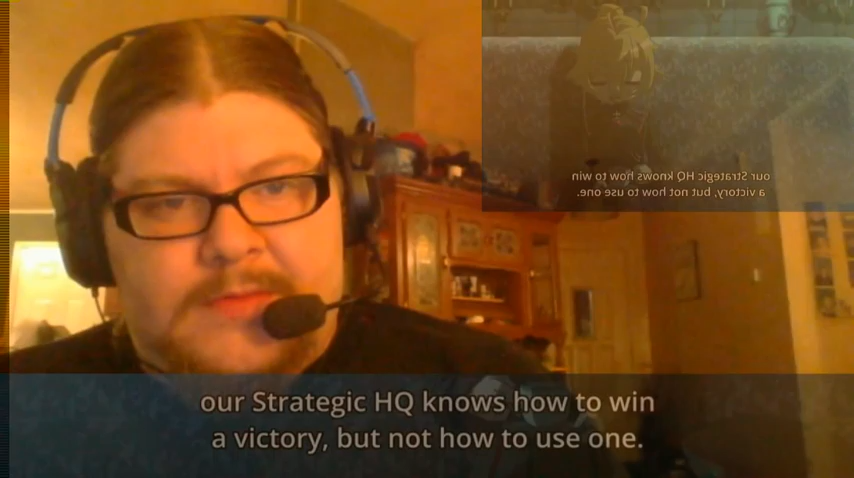 our Strategic HQ knows how to win
a victory, but not how to use one.
our Strategic HQ knows how to win
a victory, but not how to use one.